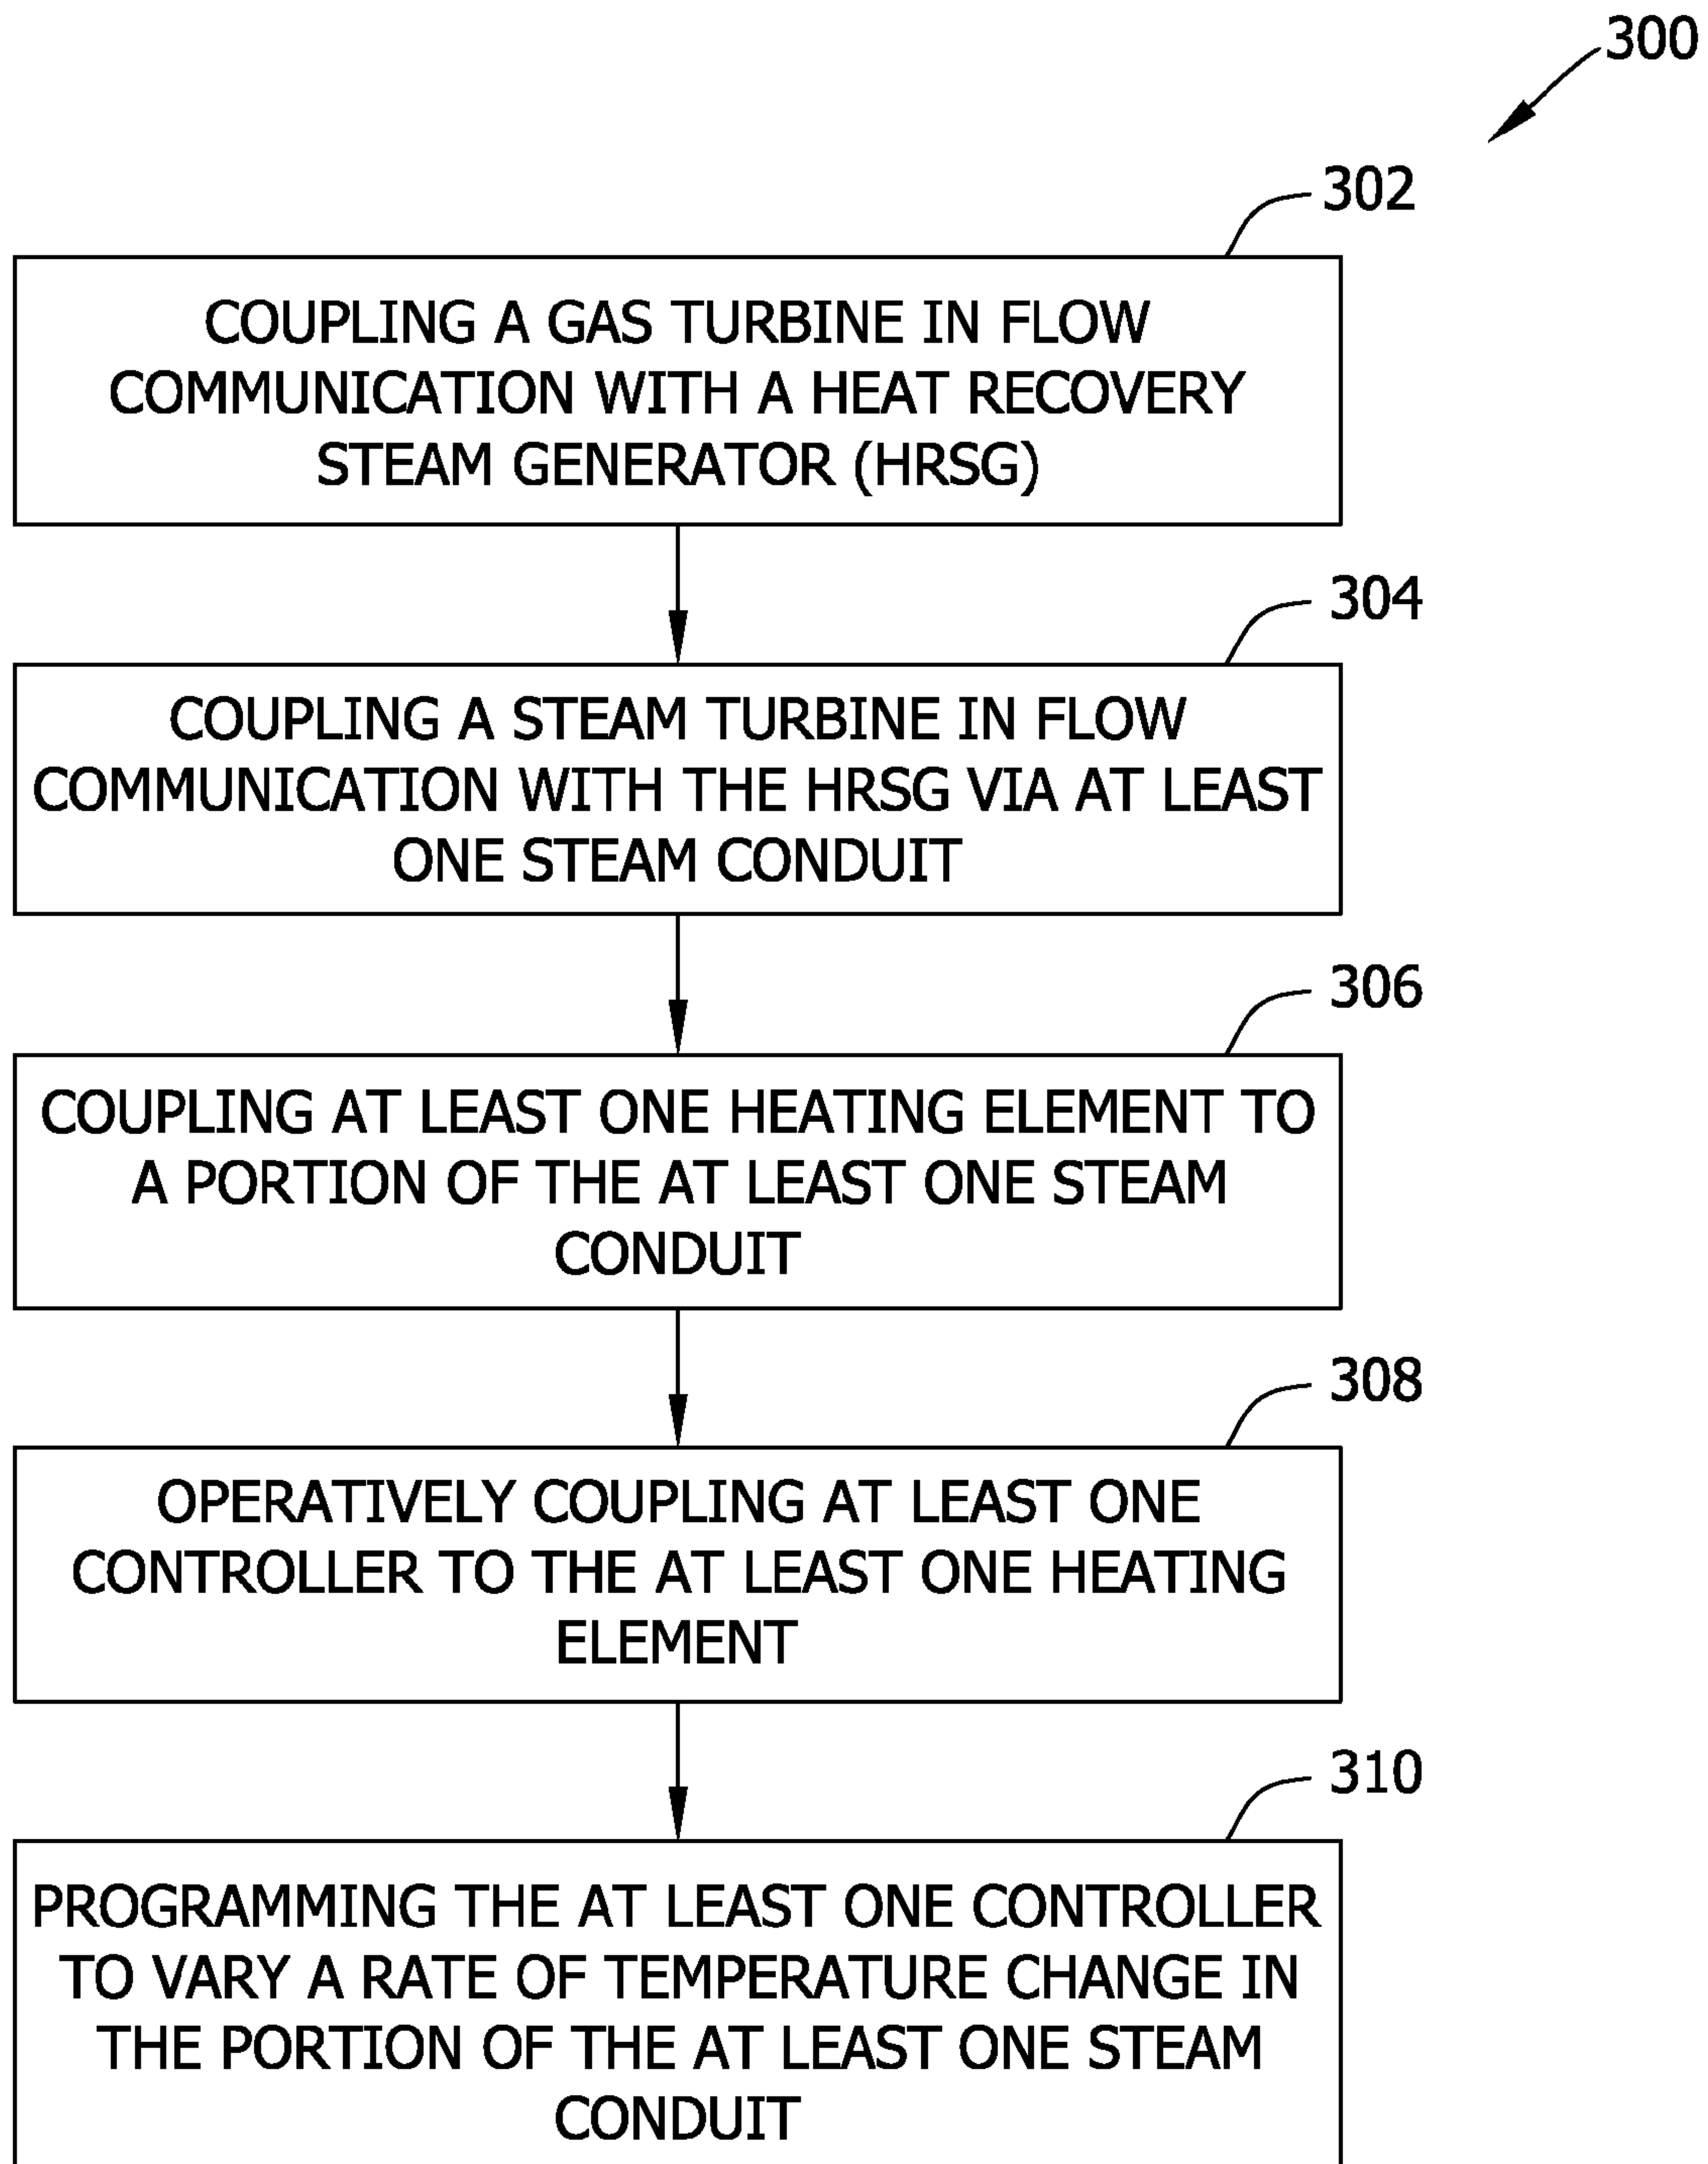 300
302
COUPLING A GAS TURBINE IN FLOW
COMMUNICATION WITH A HEAT RECOVERY
STEAM GENERATOR (HRSG)
304
COUPLING A STEAM TURBINE IN FLOW
COMMUNICATION WITH THE HRSG VIA AT LEAST
ONE STEAM CONDUIT
306
COUPLING AT LEAST ONE HEATING ELEMENT TO
A PORTION OF THE AT LEAST ONE STEAM
CONDUIT
308
OPERATIVELY COUPLING AT LEAST ONE
CONTROLLER TO THE AT LEAST ONE HEATING
ELEMENT
310
PROGRAMMING THE AT LEAST ONE CONTROLLER
TO VARY A RATE OF TEMPERATURE CHANGE IN
THE PORTION OF THE AT LEAST ONE STEAM
CONDUIT